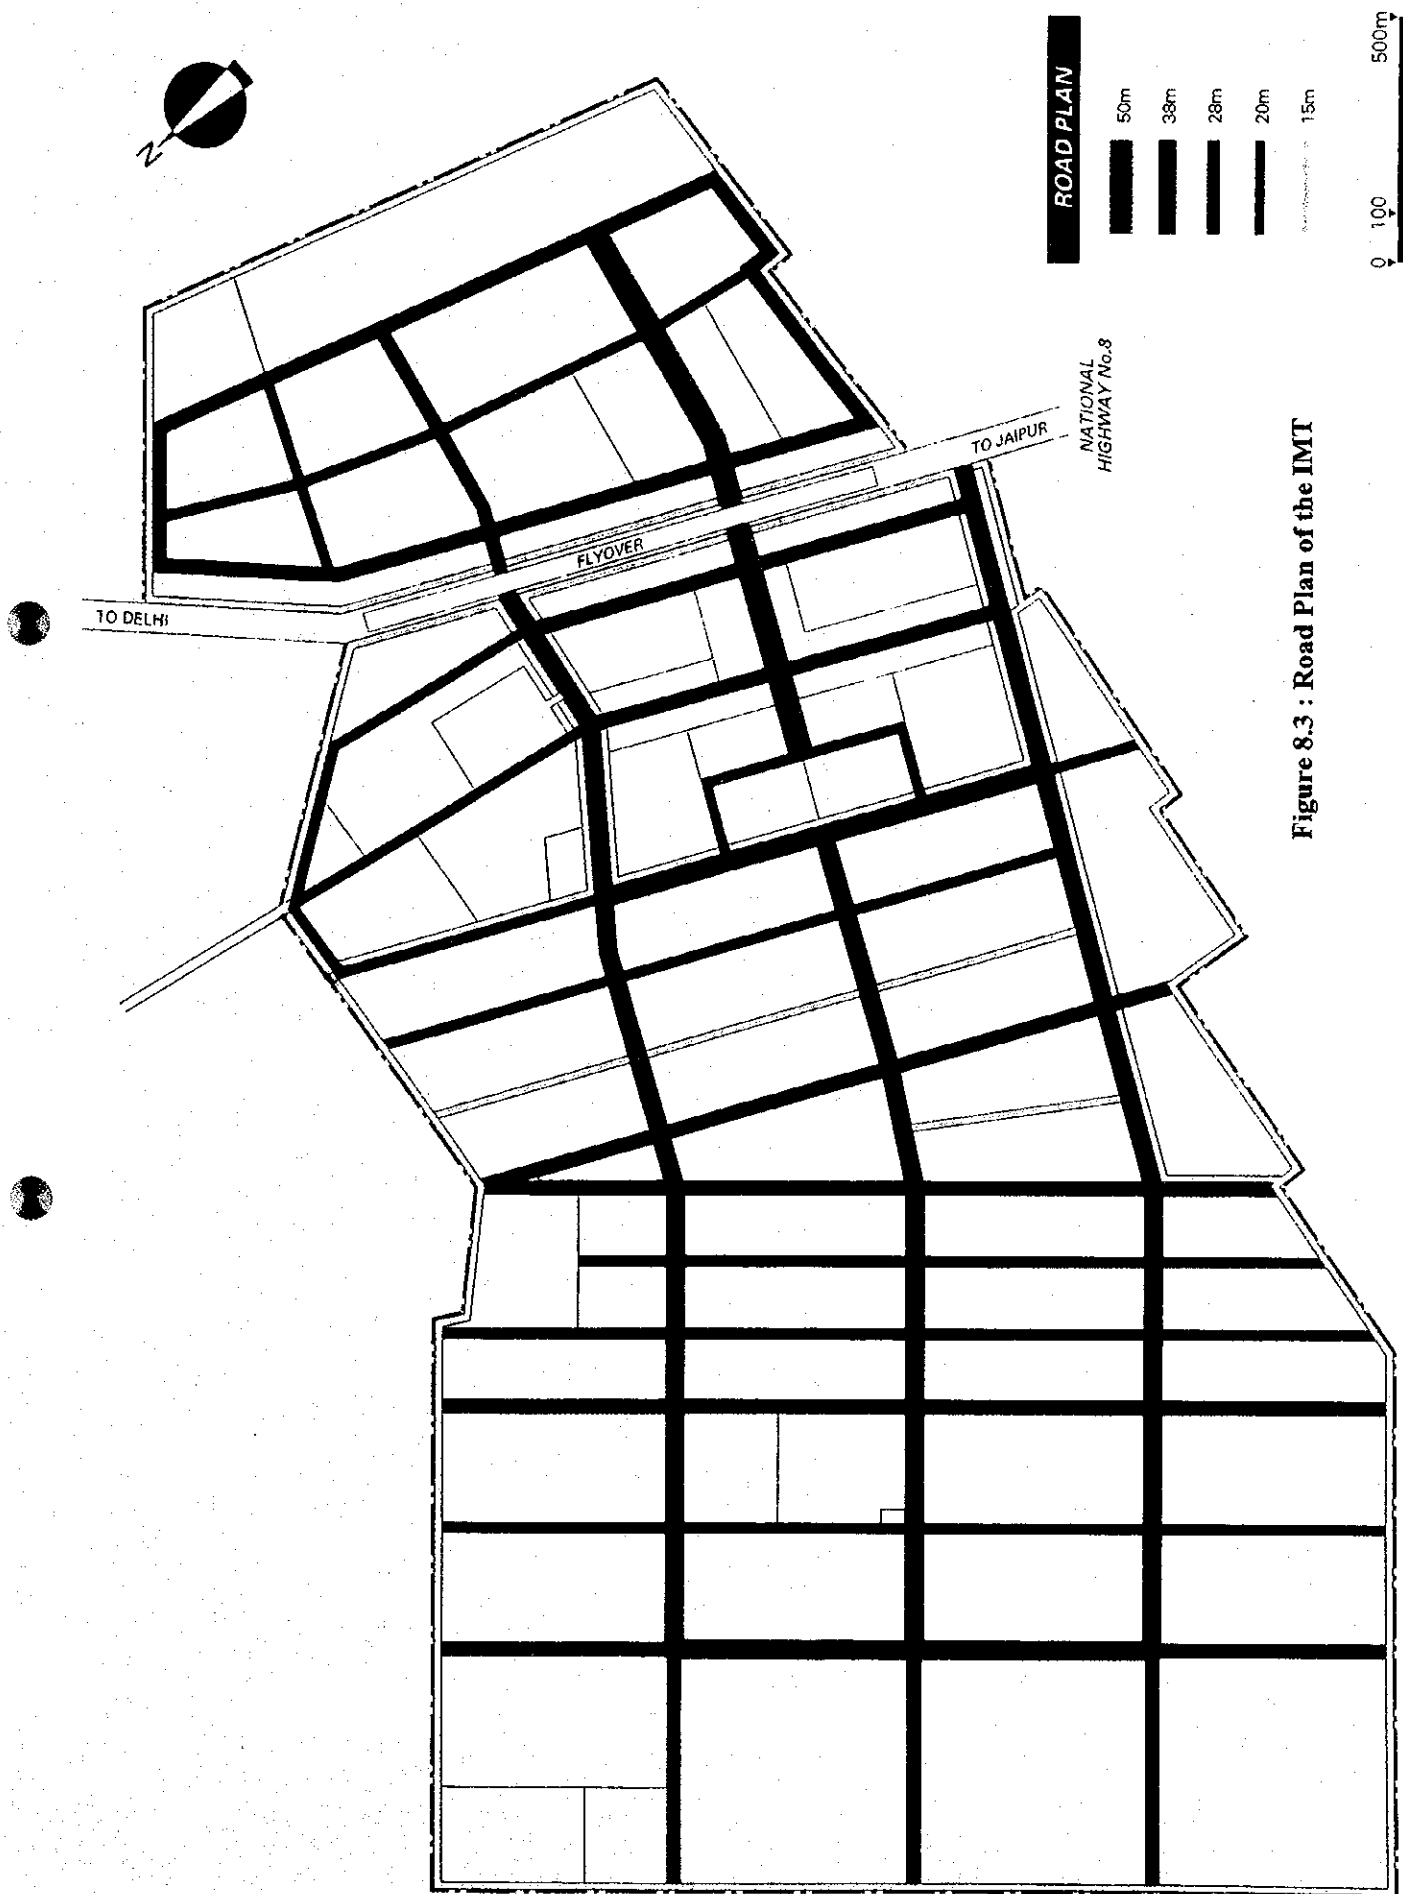 N
ROAD PLAN
50m
38m
28m
20m
15m
0 100 500m
TO DELHI
FLYOVER
TO JAIPUR
NATIONAL
HIGHWAY No.8
Figure 8.3 : Road Plan of the IMT